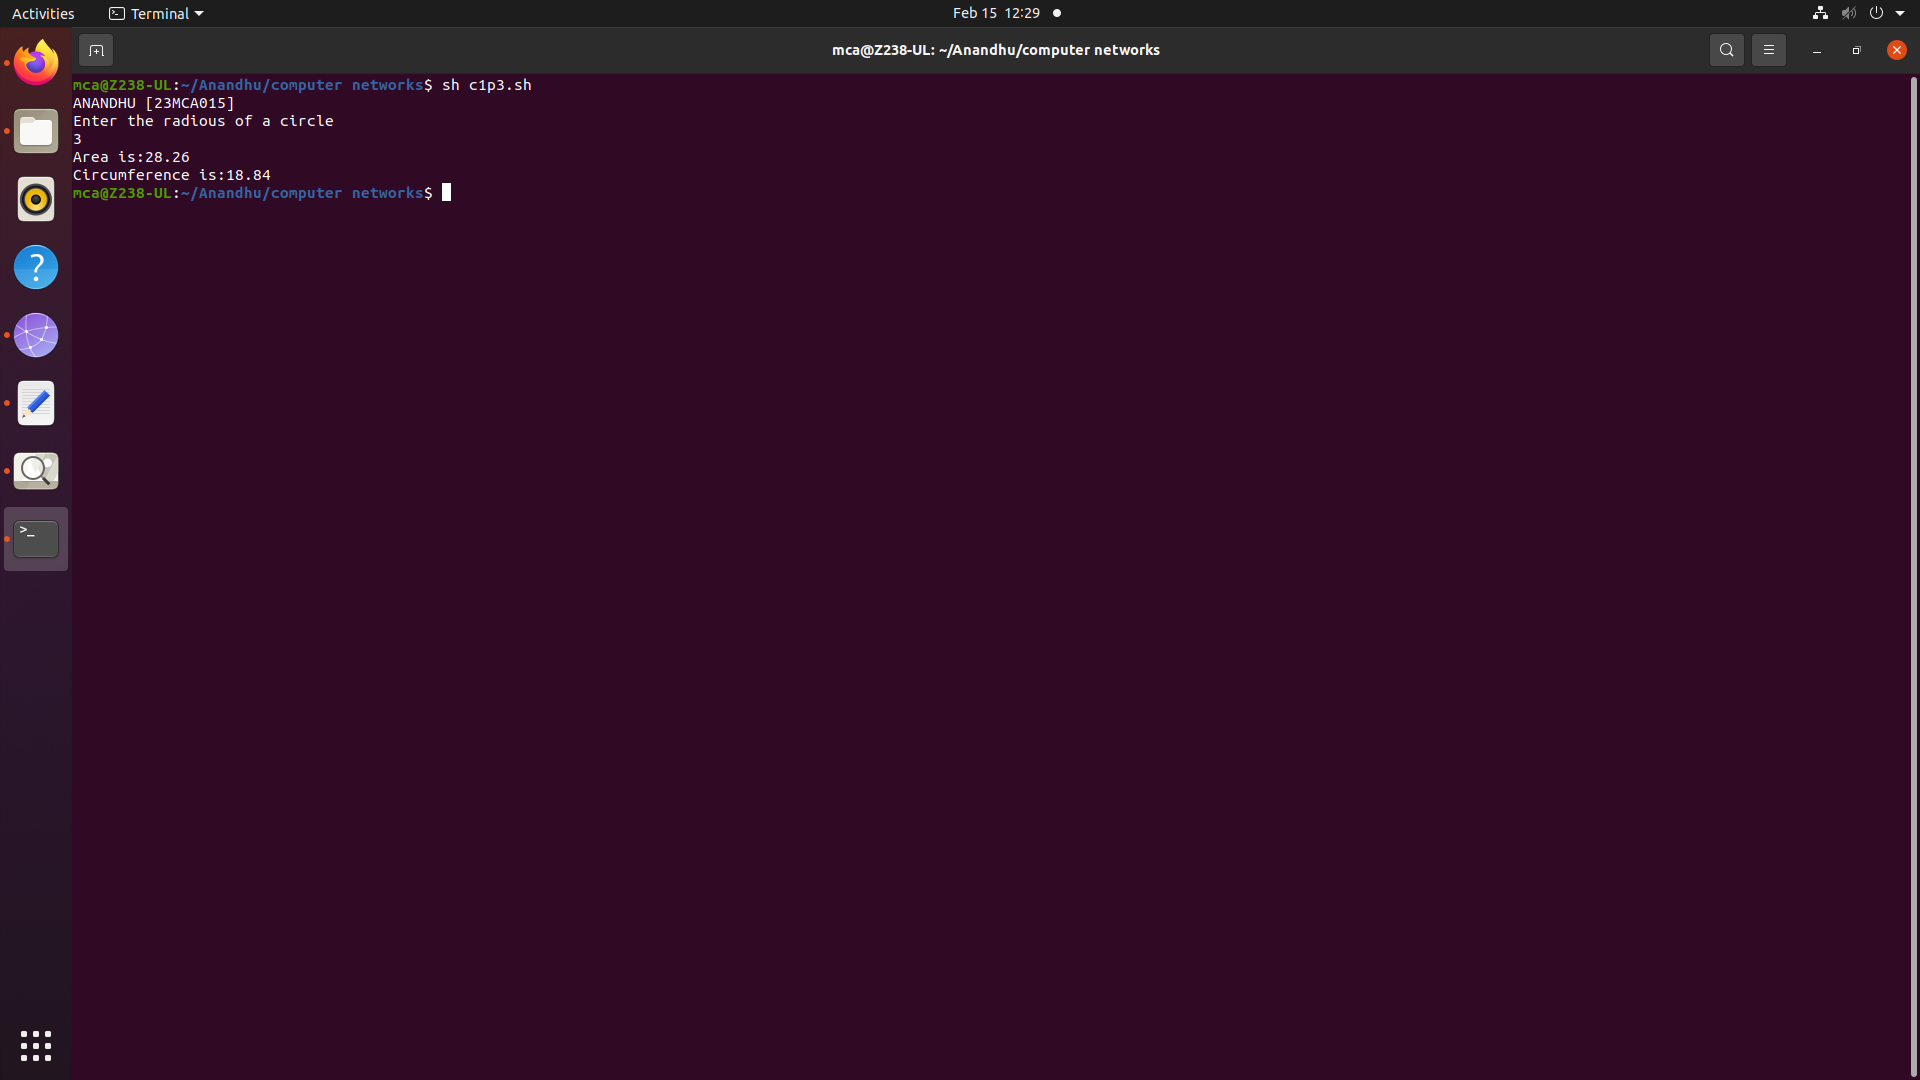 Activities
Terminal
Feb 15 12:29
mca@Z238-UL: ~/Anandhu/computer networks
mca@Z238-UL:~/Anandhu/computer networks$ sh c1p3.sh
ANANDHU [23MCA015]
Enter the radious of a circle
3
Area is:28.26
Circumference is:18.84
mca@Z238-UL:~/Anandhu/computer networks$